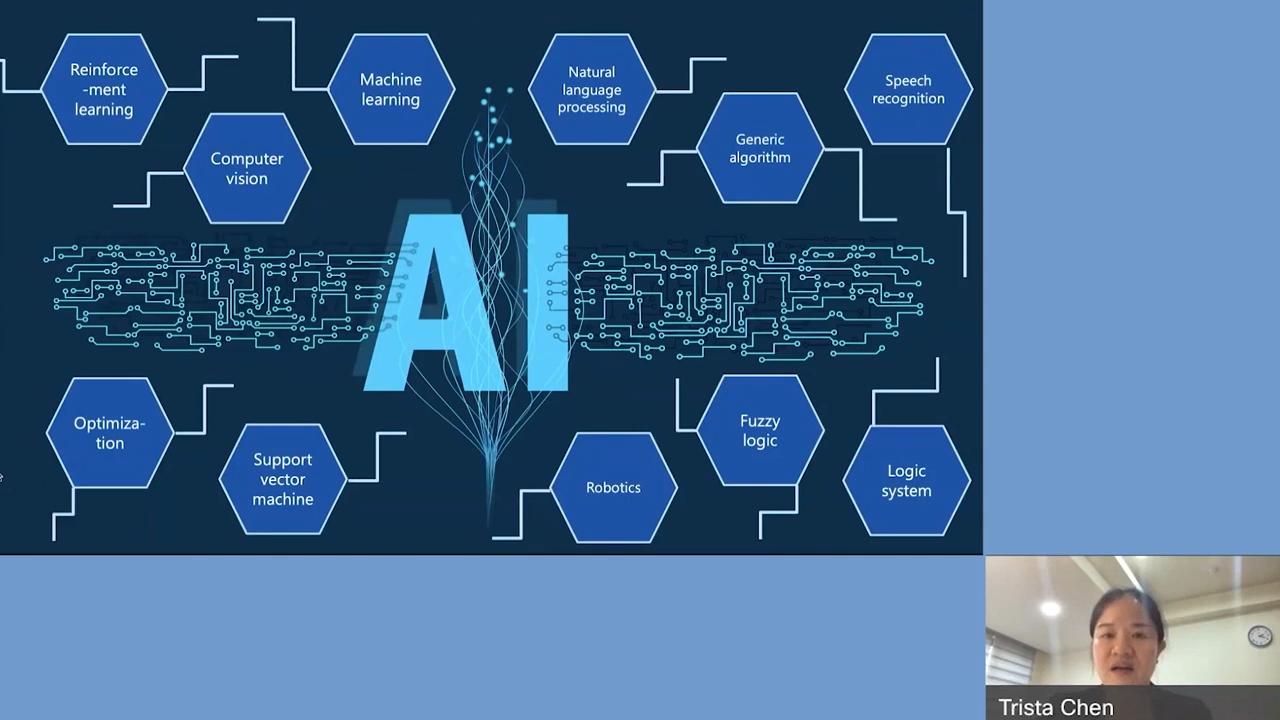 Reinforce
-ment
learning
Machine
learning
Natural
language
processing
Speech
recognition
Computer
vision
Generic
algorithm
AI
Optimiza-
tion
Support
vector
machine
Robotics
Fuzzy
logic
Logic
system
Trista Chen